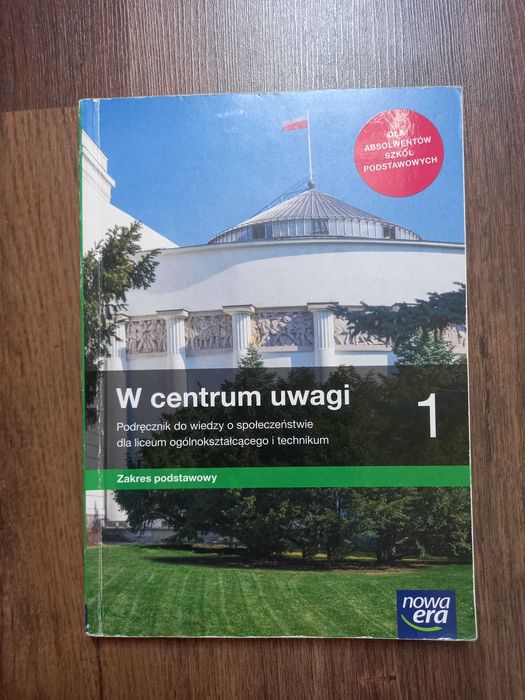 DLA
ABSOLWENTÓW
SZKÓŁ
PODSTAWOWYCH
W centrum uwagi
1
Podręcznik do wiedzy o społeczeństwie
dla liceum ogólnokształcącego i technikum
Zakres podstawowy
nowa
era